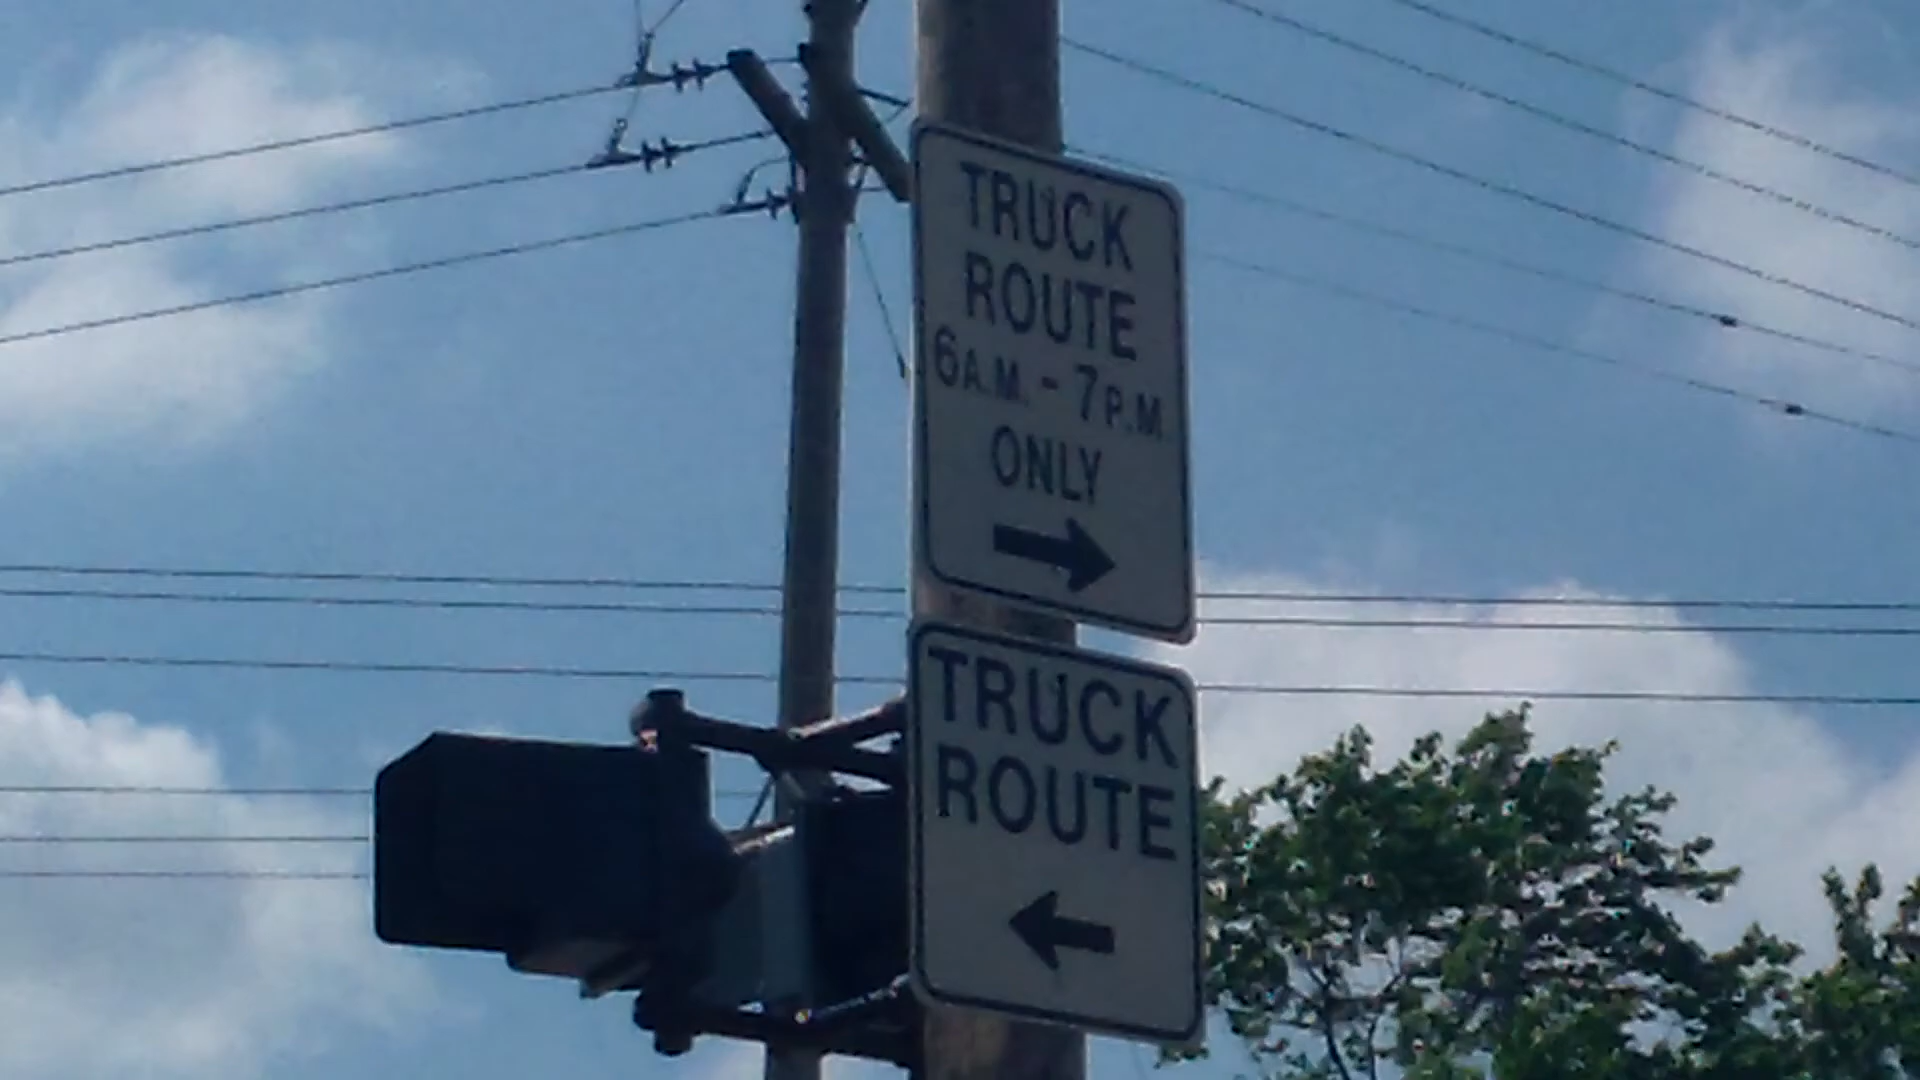 TRUCK
ROUTE
6A.M. - 7P.M.
ONLY
TRUCK
ROUTE